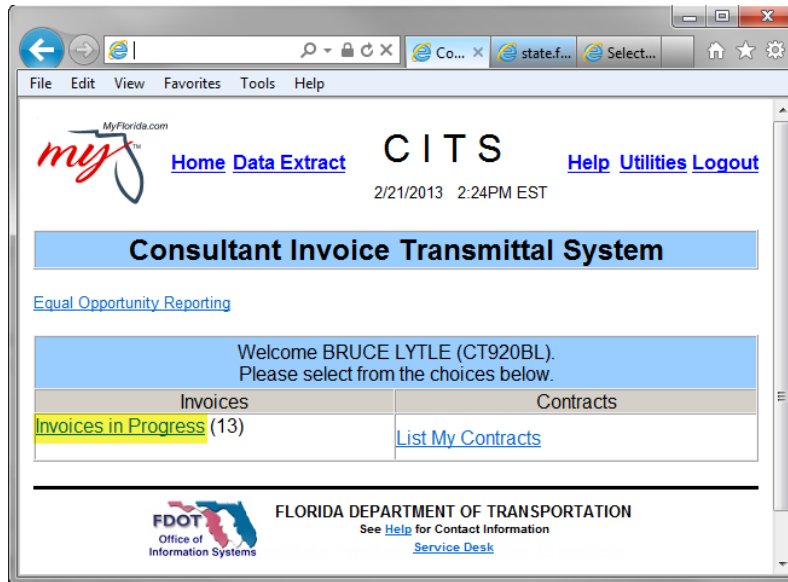 Co...
state.f...
Select...
File Edit View Favorites Tools Help
MyFlorida.com
my
TM
Home Data Extract
CITS
Help Utilities Logout
2/21/2013 2:24PM EST
Consultant Invoice Transmittal System
Equal Opportunity Reporting
Welcome BRUCE LYTLE (CT920BL).
Please select from the choices below.
Invoices
Contracts
Invoices in Progress (13)
List My Contracts
FDOT
Office of
Information Systems
FLORIDA DEPARTMENT OF TRANSPORTATION
See Help for Contact Information
Service Desk